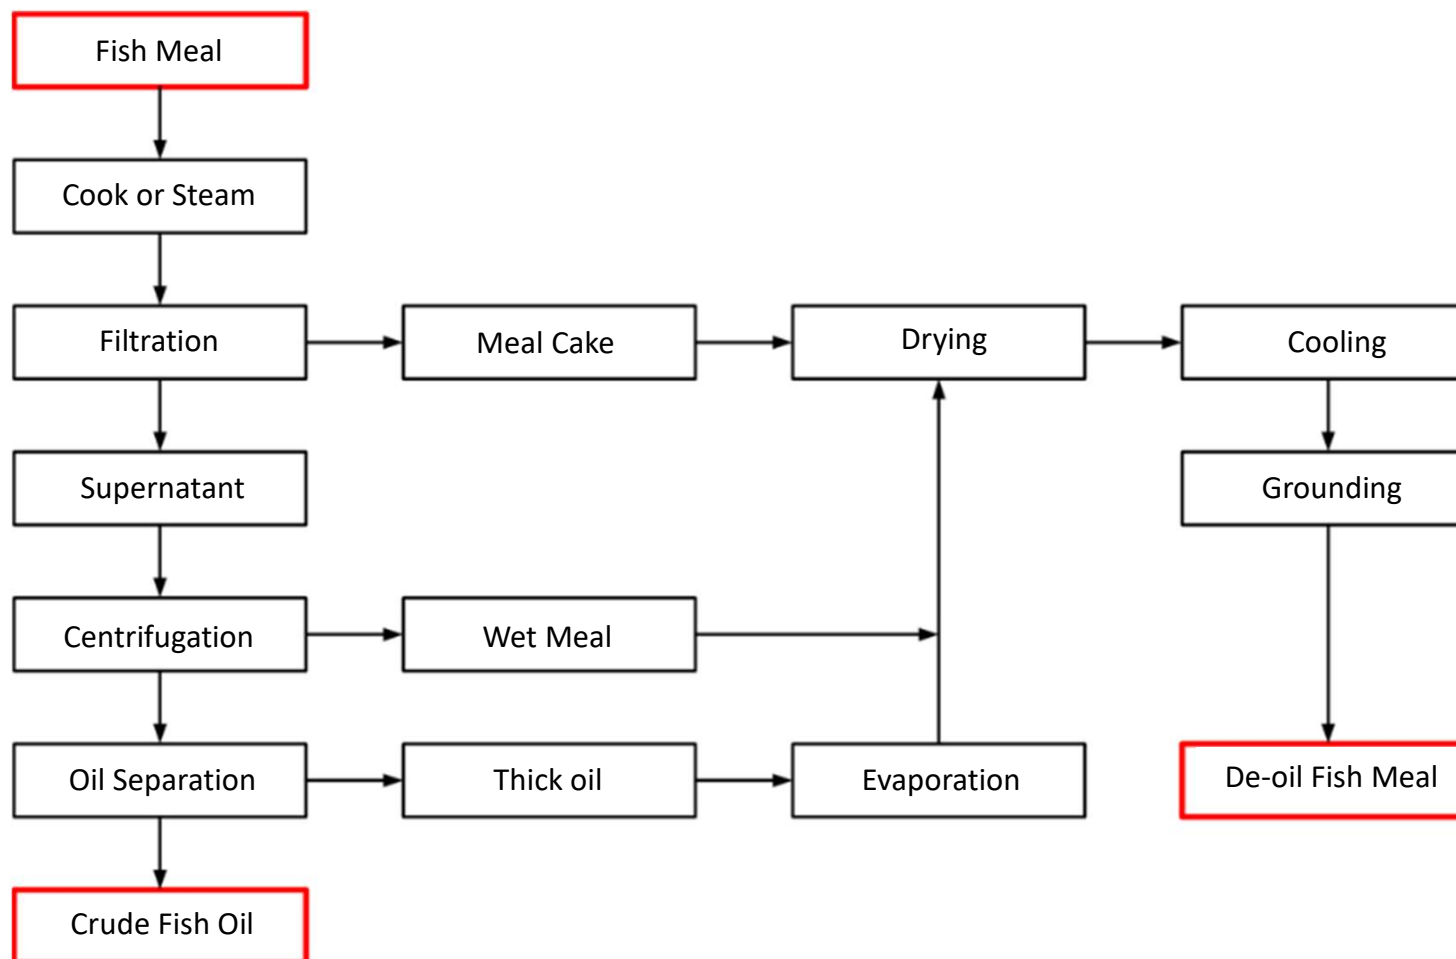 Fish Meal
Cook or Steam
Filtration
Meal Cake
Drying
Cooling
Supernatant
Grounding
Centrifugation
Wet Meal
Oil Separation
Thick oil
Evaporation
De-oil Fish Meal
Crude Fish Oil